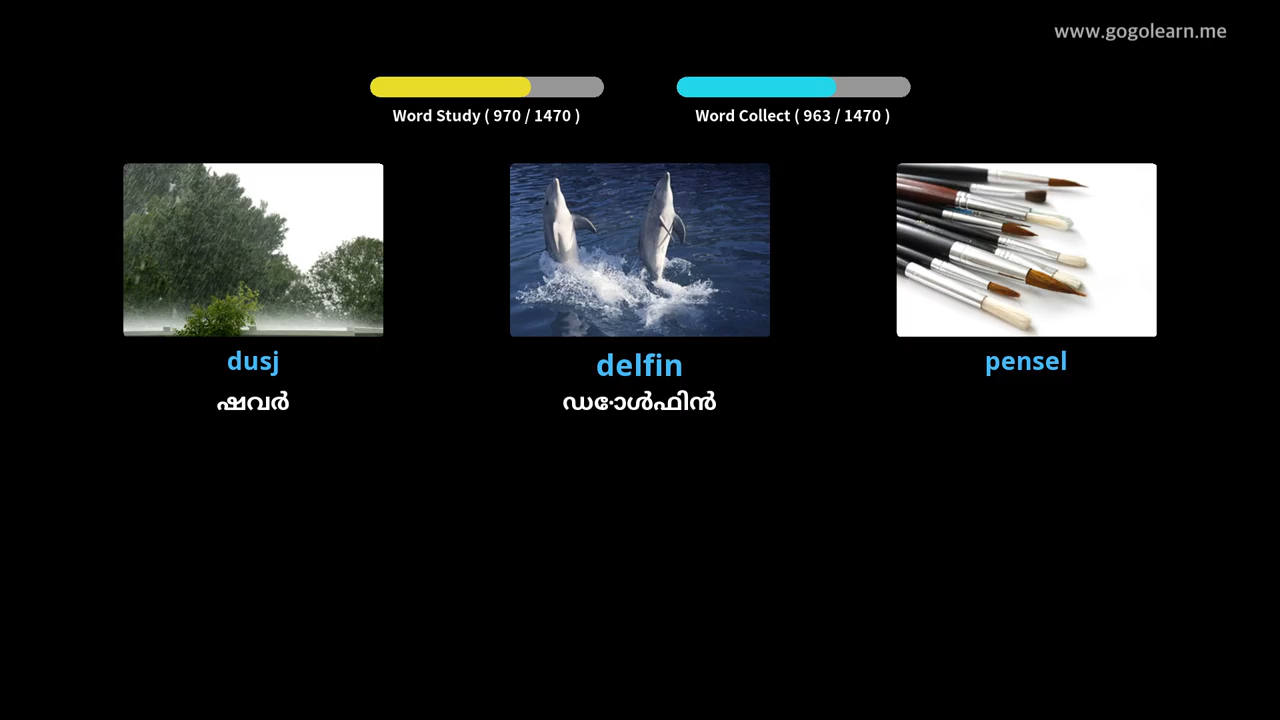 www.gogolearn.me
Word Study ( 970 / 1470 )
Word Collect ( 963 / 1470 )
dusj
delfin
pensel
ഷവർ
ഡോൾഫിൻ